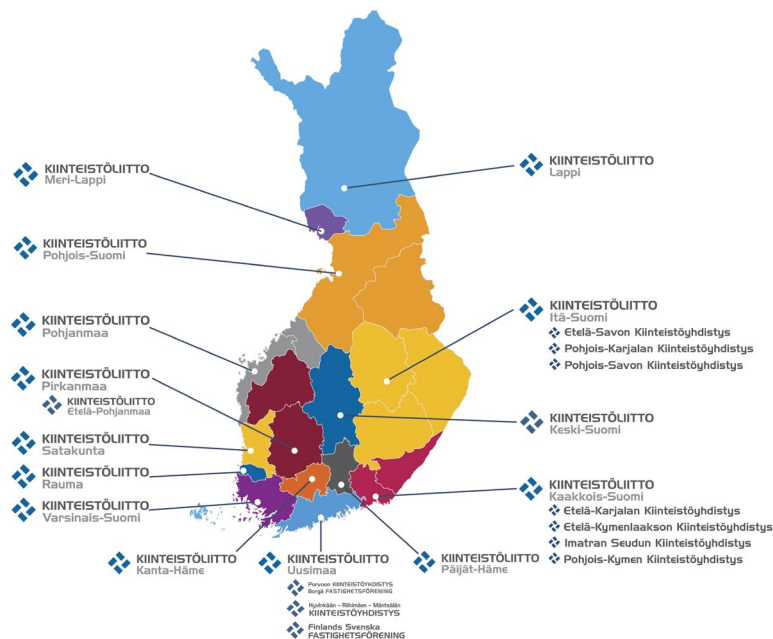 KIINTEISTÖLIITTO
Meri-Lappi
KIINTEISTÖLIITTO
Lappi
KIINTEISTÖLIITTO
Pohjois-Suomi
KIINTEISTÖLIITTO
Pohjanmaa
KIINTEISTÖLIITTO
Itä-Suomi
Etelä-Savon Kiinteistöyhdistys
Pohjois-Karjalan Kiinteistöyhdistys
Pohjois-Savon Kiinteistöyhdistys
KIINTEISTÖLIITTO
Pirkanmaa
KIINTEISTÖLIITTO
Etelä-Pohjanmaa
KIINTEISTÖLIITTO
Keski-Suomi
KIINTEISTÖLIITTO
Satakunta
KIINTEISTÖLIITTO
Rauma
KIINTEISTÖLIITTO
Varsinais-Suomi
KIINTEISTÖLIITTO
Kaakkois-Suomi
Etelä-Karjalan Kiinteistöyhdistys
Etelä-Kymenlaakson Kiinteistöyhdistys
Imatran Seudun Kiinteistöyhdistys
Pohjois-Kymen Kiinteistöyhdistys
KIINTEISTÖLIITTO
Kanta-Häme
KIINTEISTÖLIITTO
Uusimaa
Porvoon KIINTEISTÖYHDISTYS
Borgå FASTIGHETSFÖRENING
Hyvinkään - Riihimäen - Mäntsälän
KIINTEISTÖYHDISTYS
Finlands Svenska
FASTIGHETSFÖRENING
KIINTEISTÖLIITTO
Päijät-Häme